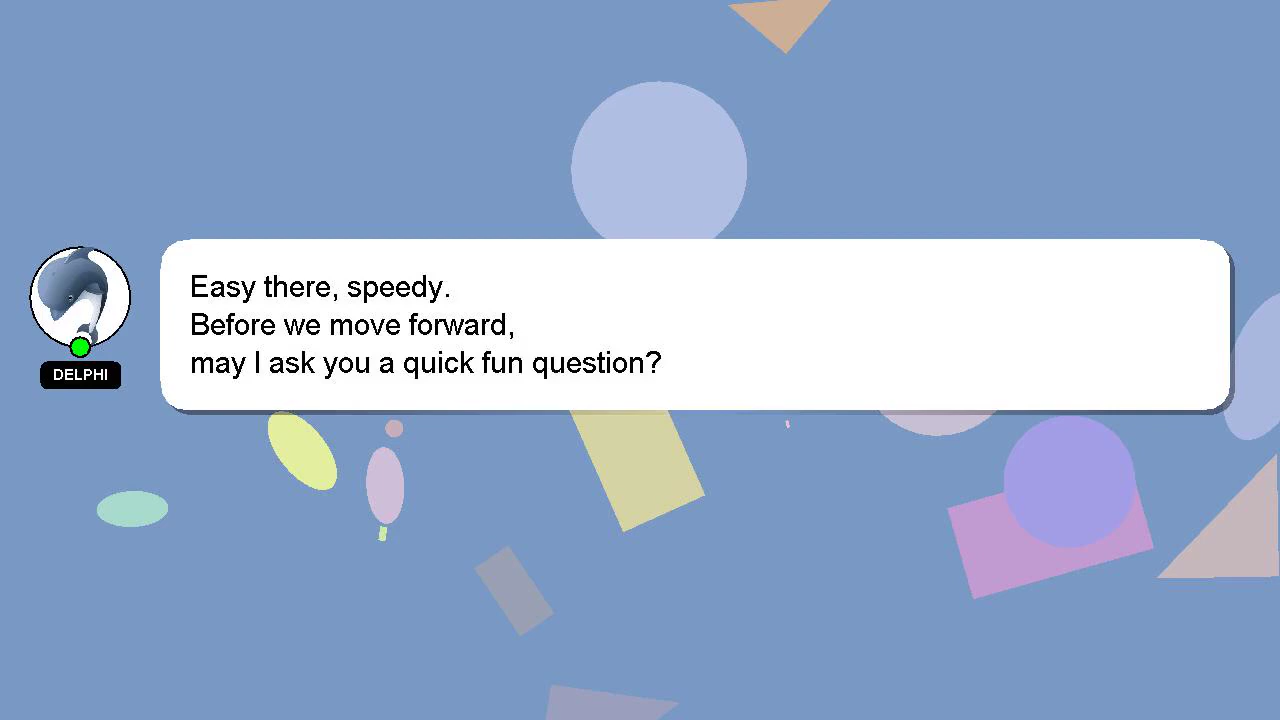 Easy there, speedy.
Before we move forward,
may I ask you a quick fun question?
DELPHI